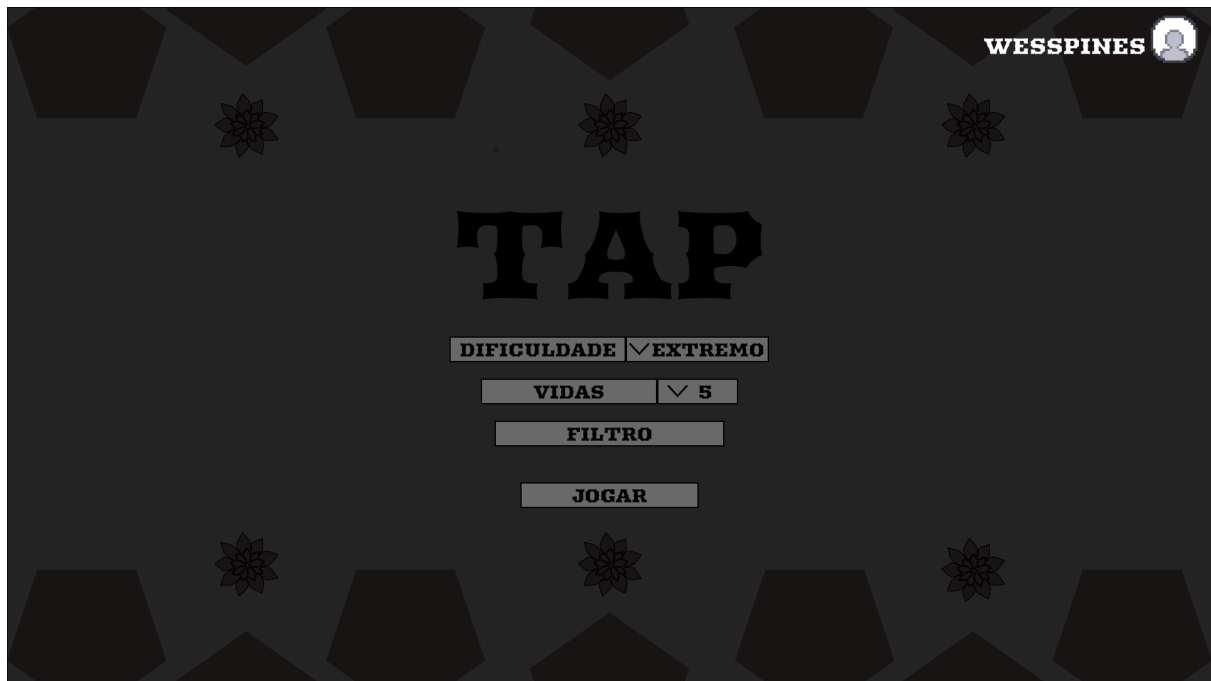 WESSPINES
TAP
DIFICULDADE EXTREMO
VIDAS 5
FILTRO
JOGAR